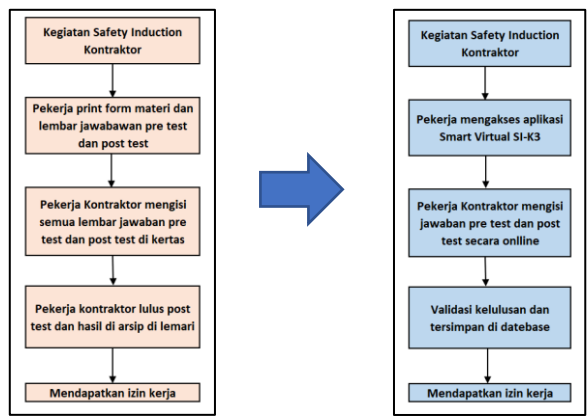 Kegiatan Safety Induction
Kontraktor
Pekerja print form materi dan
lembar jawabawan pre test
dan post test
Pekerja Kontraktor mengisi
semua lembar jawaban pre
test dan post test di kertas
Pekerja kontraktor lulus post
test dan hasil di arsip di lemari
Mendapatkan izin kerja
Kegiatan Safety Induction
Kontraktor
Pekerja mengakses aplikasi
Smart Virtual SI-K3
Pekerja Kontraktor mengisi
jawaban pre test dan post
test secara onlline
Validasi kelulusan dan
tersimpan di datebase
Mendapatkan izin kerja